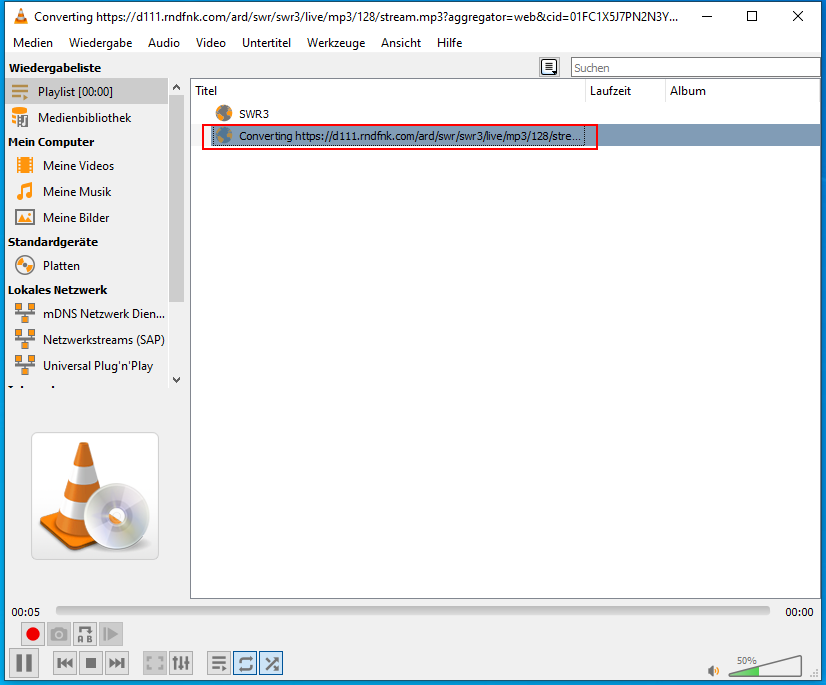 Converting https://d111.rndfnk.com/ard/swr/swr3/live/mp3/128/stream.mp3?aggregator=web&cid=01FC1X5J7PN2N3Y...
Medien Wiedergabe Audio Video Untertitel Werkzeuge Ansicht Hilfe
Wiedergabeliste
Suchen
Playlist [00:00]
Medienbibliothek
Mein Computer
Meine Videos
Meine Musik
Meine Bilder
Standardgeräte
Platten
Lokales Netzwerk
mDNS Netzwerk Dien...
Netzwerkstreams (SAP)
Universal Plug'n'Play
Titel Laufzeit Album
SWR3
Converting https://d111.rndfnk.com/ard/swr/swr3/live/mp3/128/stre...
00:05 00:00
A B
50%